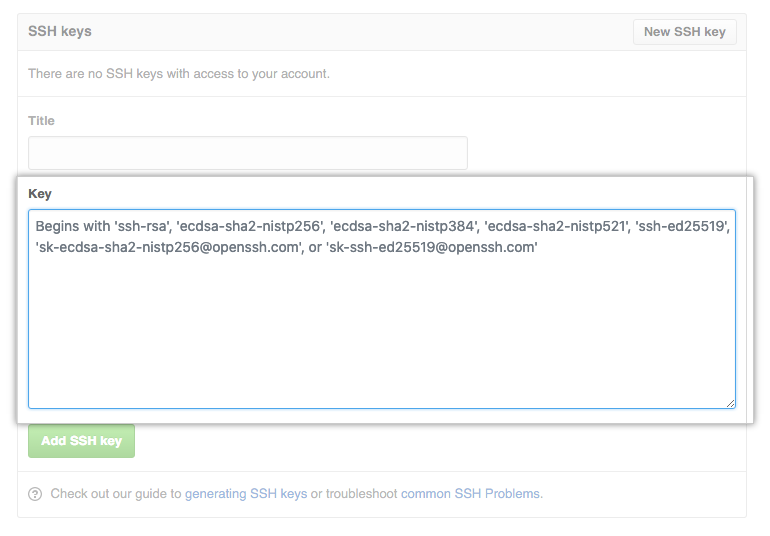 SSH keys
New SSH key
There are no SSH keys with access to your account.
Title
Key
Begins with 'ssh-rsa', 'ecdsa-sha2-nistp256', 'ecdsa-sha2-nistp384', 'ecdsa-sha2-nistp521', 'ssh-ed25519',
'sk-ecdsa-sha2-nistp256@openssh.com', or 'sk-ssh-ed25519@openssh.com'
Add SSH key
Check out our guide to generating SSH keys or troubleshoot common SSH Problems.